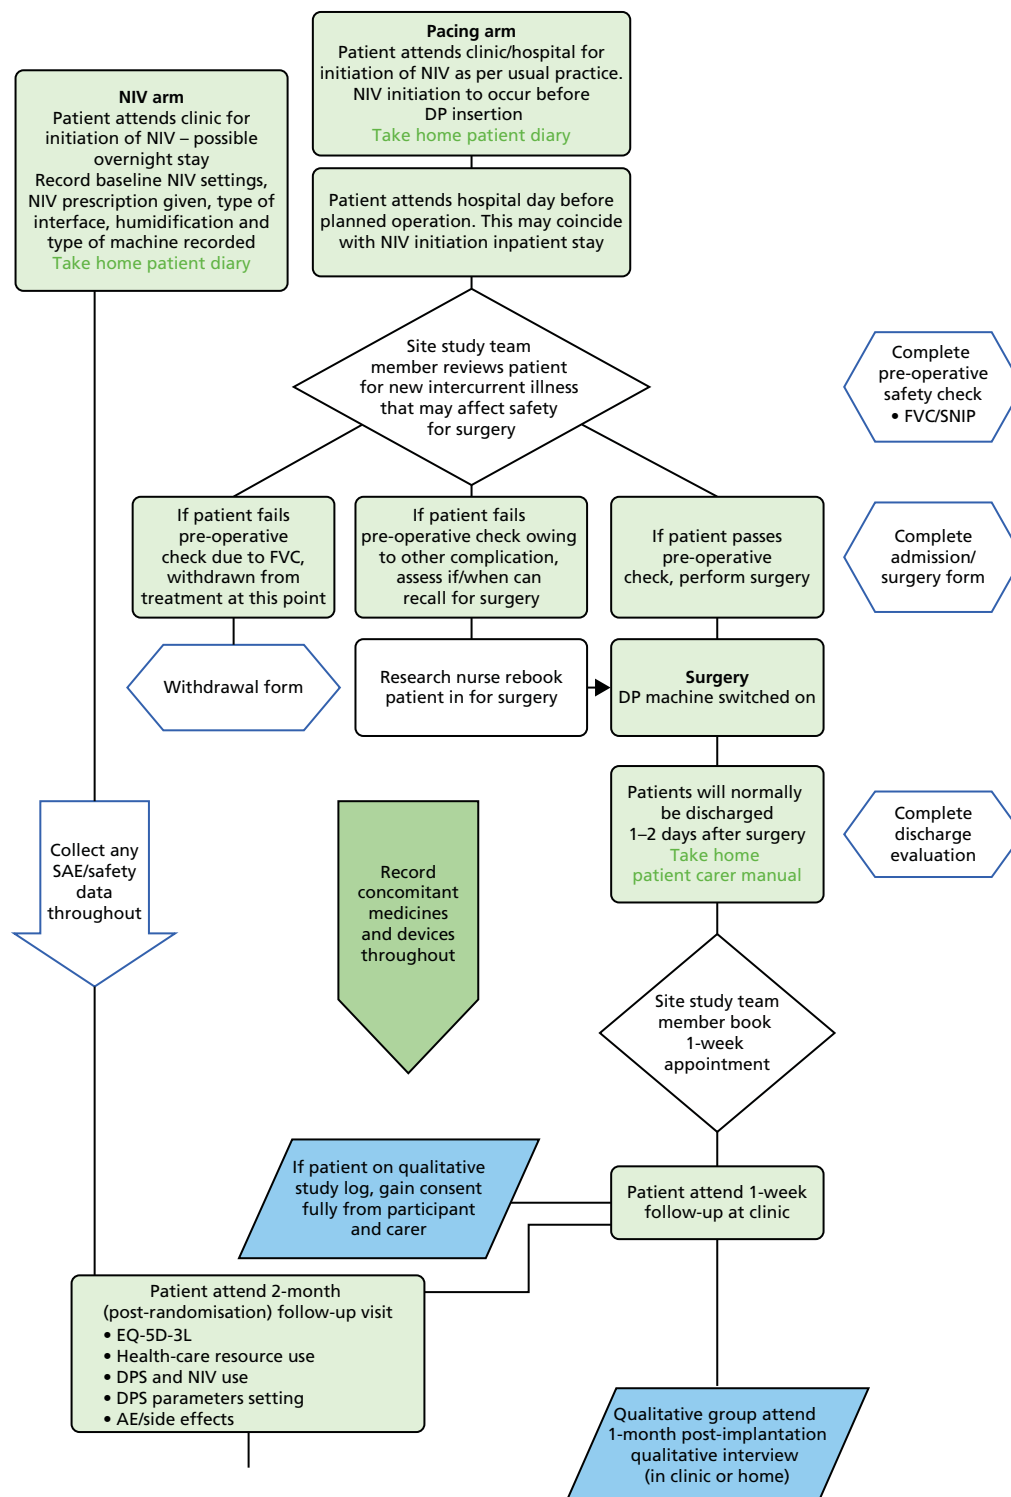 Pacing arm
Patient attends clinic/hospital for
initiation of NIV as per usual practice.
NIV initiation to occur before
DP insertion
Take home patient diary
NIV arm
Patient attends clinic for
initiation of NIV – possible
overnight stay
Record baseline NIV settings,
NIV prescription given, type of
interface, humidification and
type of machine recorded
Take home patient diary
Patient attends hospital day before
planned operation. This may coincide
with NIV initiation inpatient stay
Site study team
member reviews patient
for new intercurrent illness
that may affect safety
for surgery
Complete
pre-operative
safety check
• FVC/SNIP
If patient fails
pre-operative
check due to FVC,
withdrawn from
treatment at this point
If patient fails
pre-operative check owing
to other complication,
assess if/when can
recall for surgery
If patient passes
pre-operative
check, perform surgery
Complete
admission/
surgery form
Withdrawal form
Research nurse rebook
patient in for surgery
Surgery
DP machine switched on
Patients will normally
be discharged
1–2 days after surgery
Take home
patient carer manual
Complete
discharge
evaluation
Collect any
SAE/safety
data
throughout
Record
concomitant
medicines
and devices
throughout
Site study team
member book
1-week
appointment
If patient on qualitative
study log, gain consent
fully from participant
and carer
Patient attend 1-week
follow-up at clinic
Patient attend 2-month
(post-randomisation) follow-up visit
• EQ-5D-3L
• Health-care resource use
• DPS and NIV use
• DPS parameters setting
• AE/side effects
Qualitative group attend
1-month post-implantation
qualitative interview
(in clinic or home)